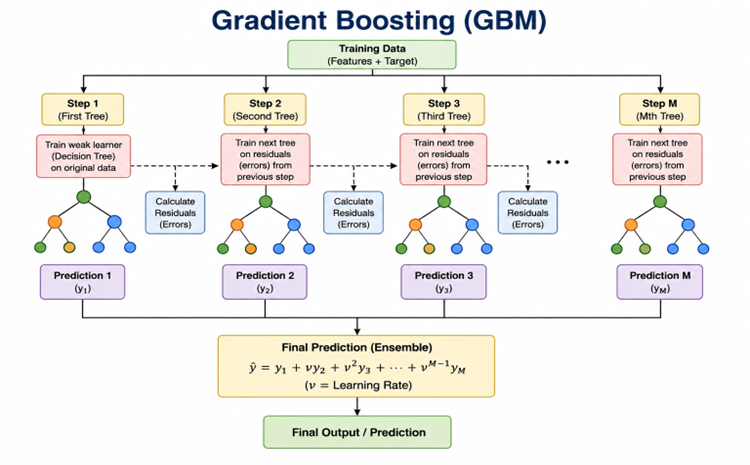 Gradient Boosting (GBM)
Training Data
(Features + Target)
Step 1
(First Tree)
Step 2
(Second Tree)
Step 3
(Third Tree)
Step M
(Mth Tree)
Train weak learner
(Decision Tree)
on original data
Train next tree
on residuals
(errors) from
previous step
Train next tree
on residuals
(errors) from
previous step
...
Train next tree
on residuals
(errors) from
previous step
Calculate
Residuals
(Errors)
Calculate
Residuals
(Errors)
Calculate
Residuals
(Errors)
Prediction 1
(y₁)
Prediction 2
(y₂)
Prediction 3
(y₃)
Prediction M
(y_M)
Final Prediction (Ensemble)
ŷ = y₁ + νy₂ + ν²y₃ + ⋯ + ν^{M−1}y_M
(ν = Learning Rate)
Final Output / Prediction